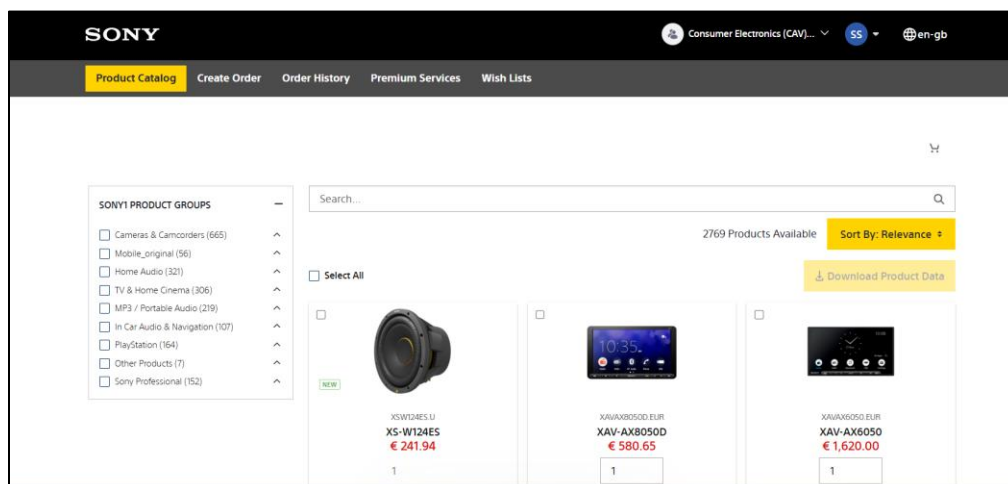 SONY
Consumer Electronics (CAV)...
SS
en-gb
Product Catalog
Create Order
Order History
Premium Services
Wish Lists
SONY1 PRODUCT GROUPS
Cameras & Camcorders (665)
Mobile_original (56)
Home Audio (321)
TV & Home Cinema (306)
MP3 / Portable Audio (219)
In Car Audio & Navigation (107)
PlayStation (164)
Other Products (7)
Sony Professional (152)
Search...
2769 Products Available
Sort By: Relevance
Select All
Download Product Data
NEW
XSW124ES.U
XS-W124ES
€ 241.94
1
10:35
XAVAX8050D.EUR
XAV-AX8050D
€ 580.65
1
XAVAX6050.EUR
XAV-AX6050
€ 1,620.00
1